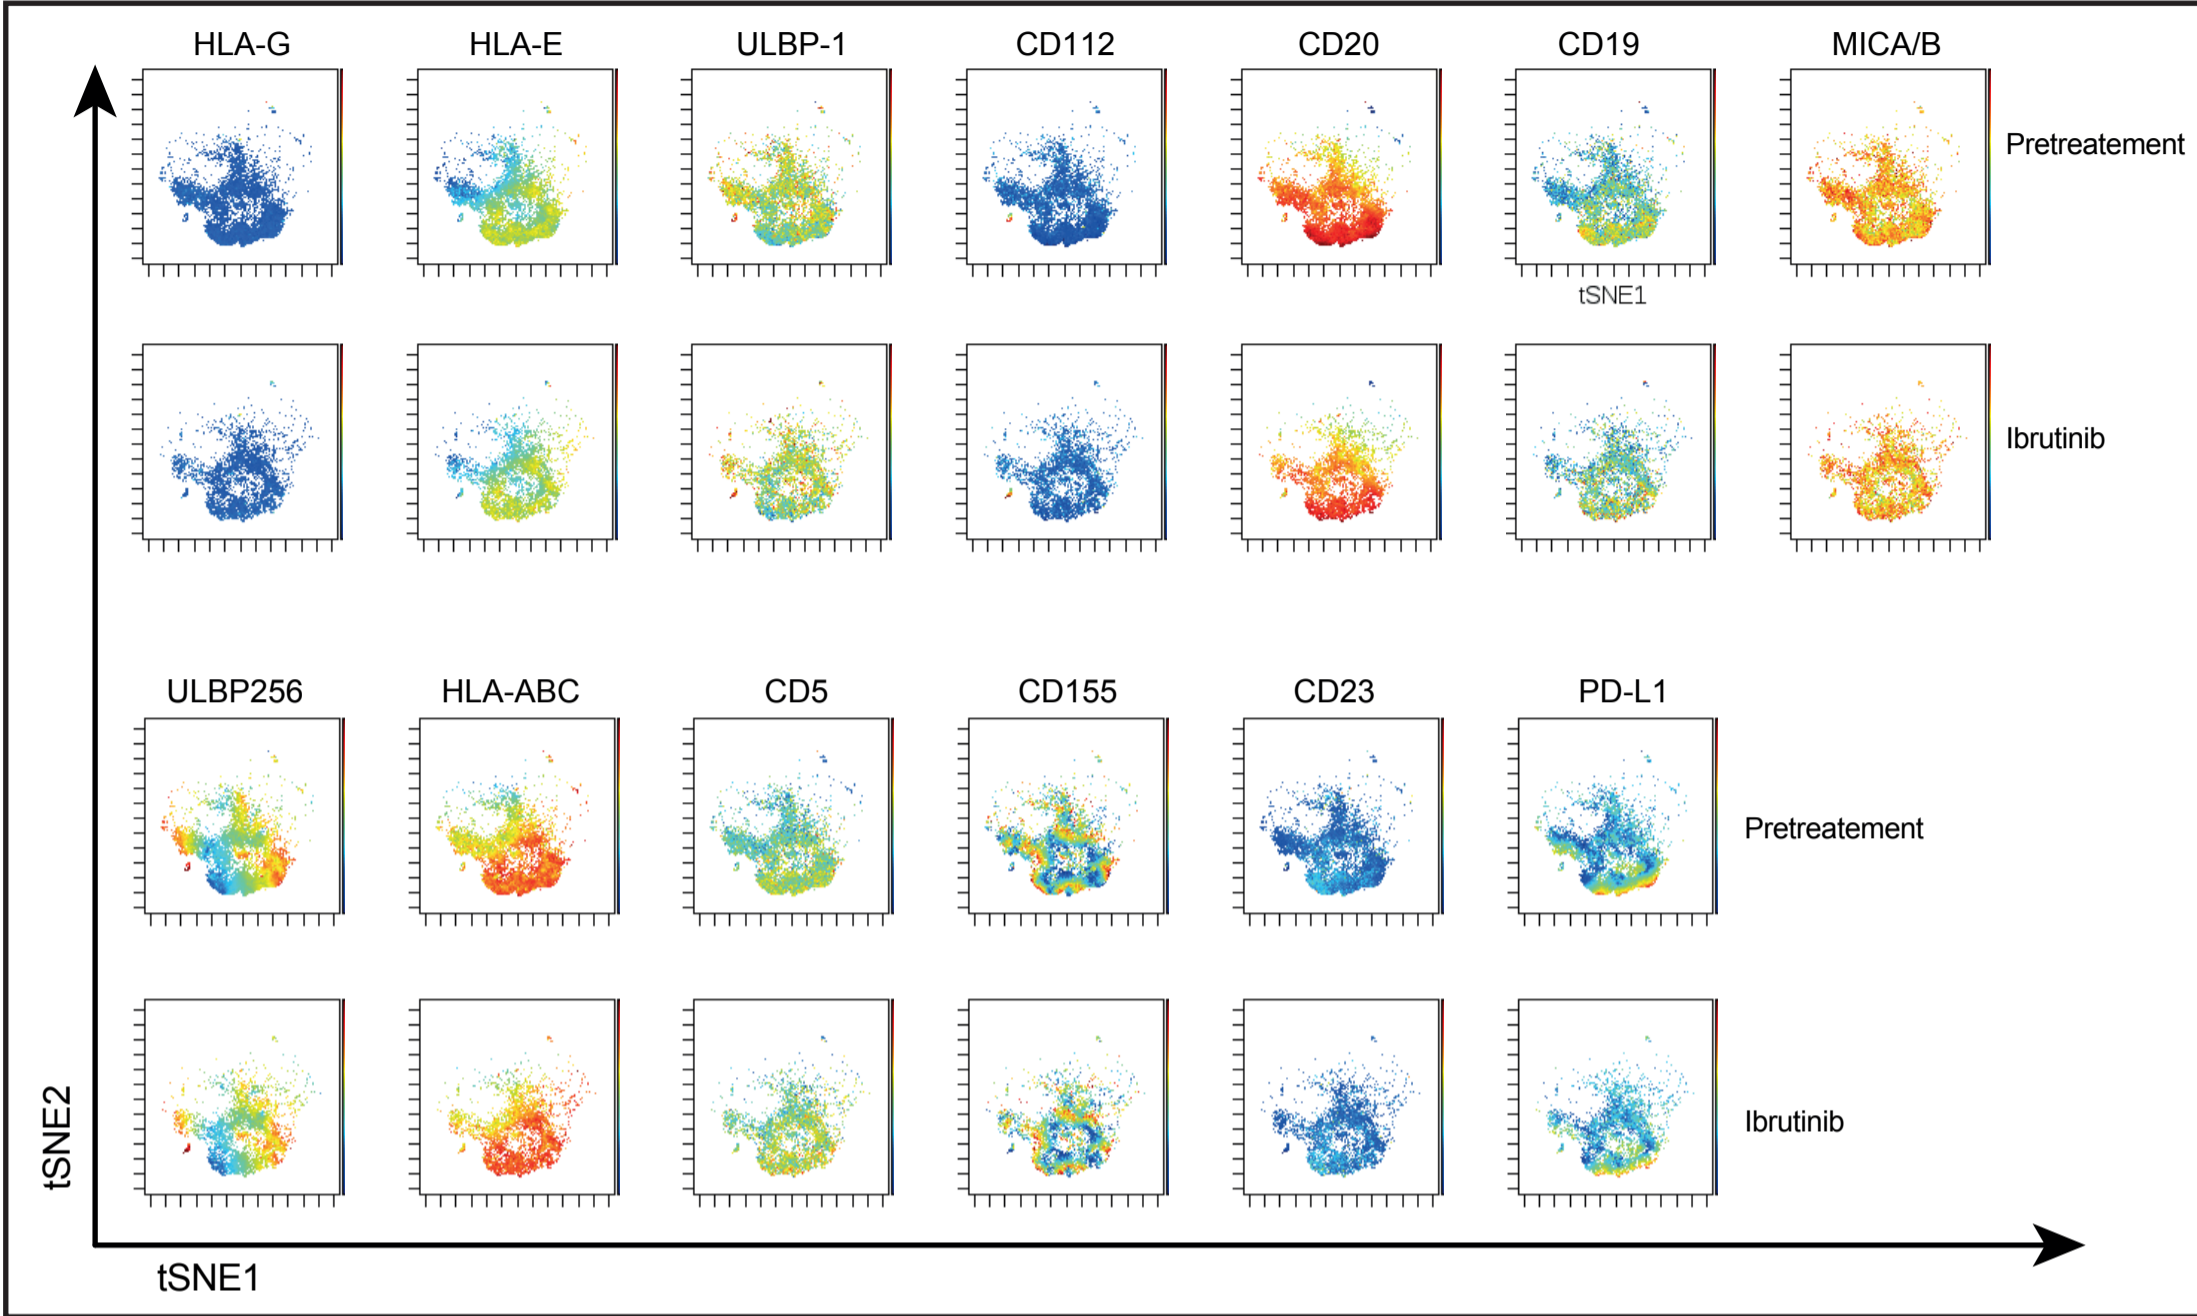 HLA-G HLA-E ULBP-1 CD112 CD20 CD19 MICA/B
Pretreatement
tSNE1
Ibrutinib
ULBP256 HLA-ABC CD5 CD155 CD23 PD-L1
Pretreatement
Ibrutinib
tSNE2
tSNE1